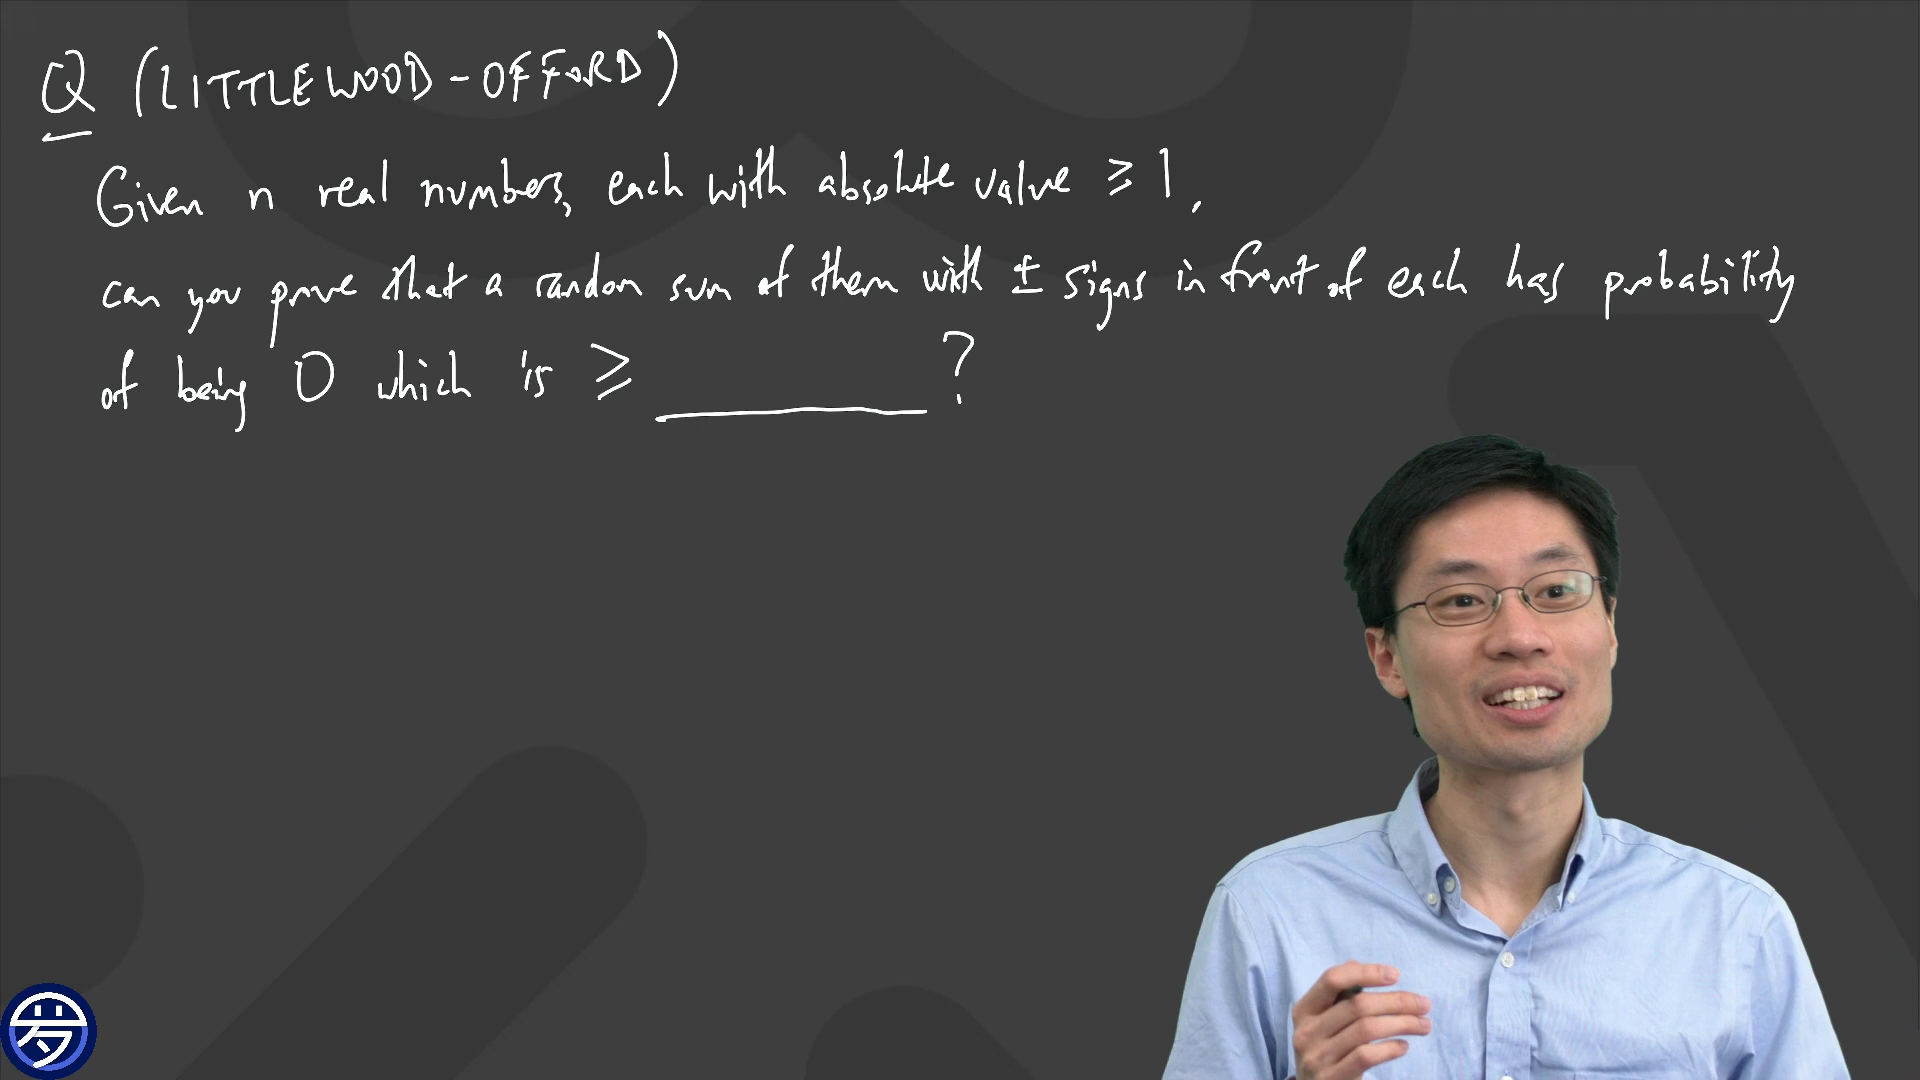 Q (LITTLEWOOD-OFFORD)
Given n real numbers, each with absolute value ≥ 1,
can you prove that a random sum of them with ± signs in front of each has probability
of being 0 which is ≥ ______ ?